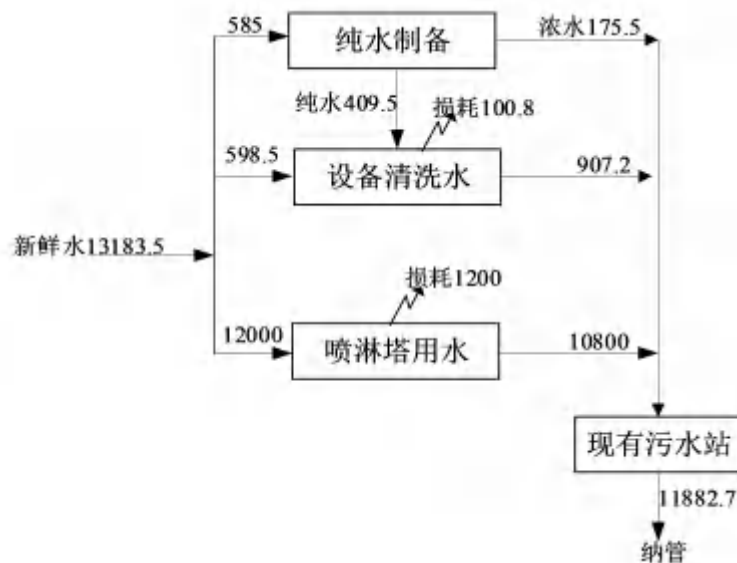 585
纯水制备
浓水175.5
纯水409.5
损耗100.8
598.5
设备清洗水
907.2
新鲜水13183.5
损耗1200
12000
喷淋塔用水
10800
现有污水站
11882.7
纳管